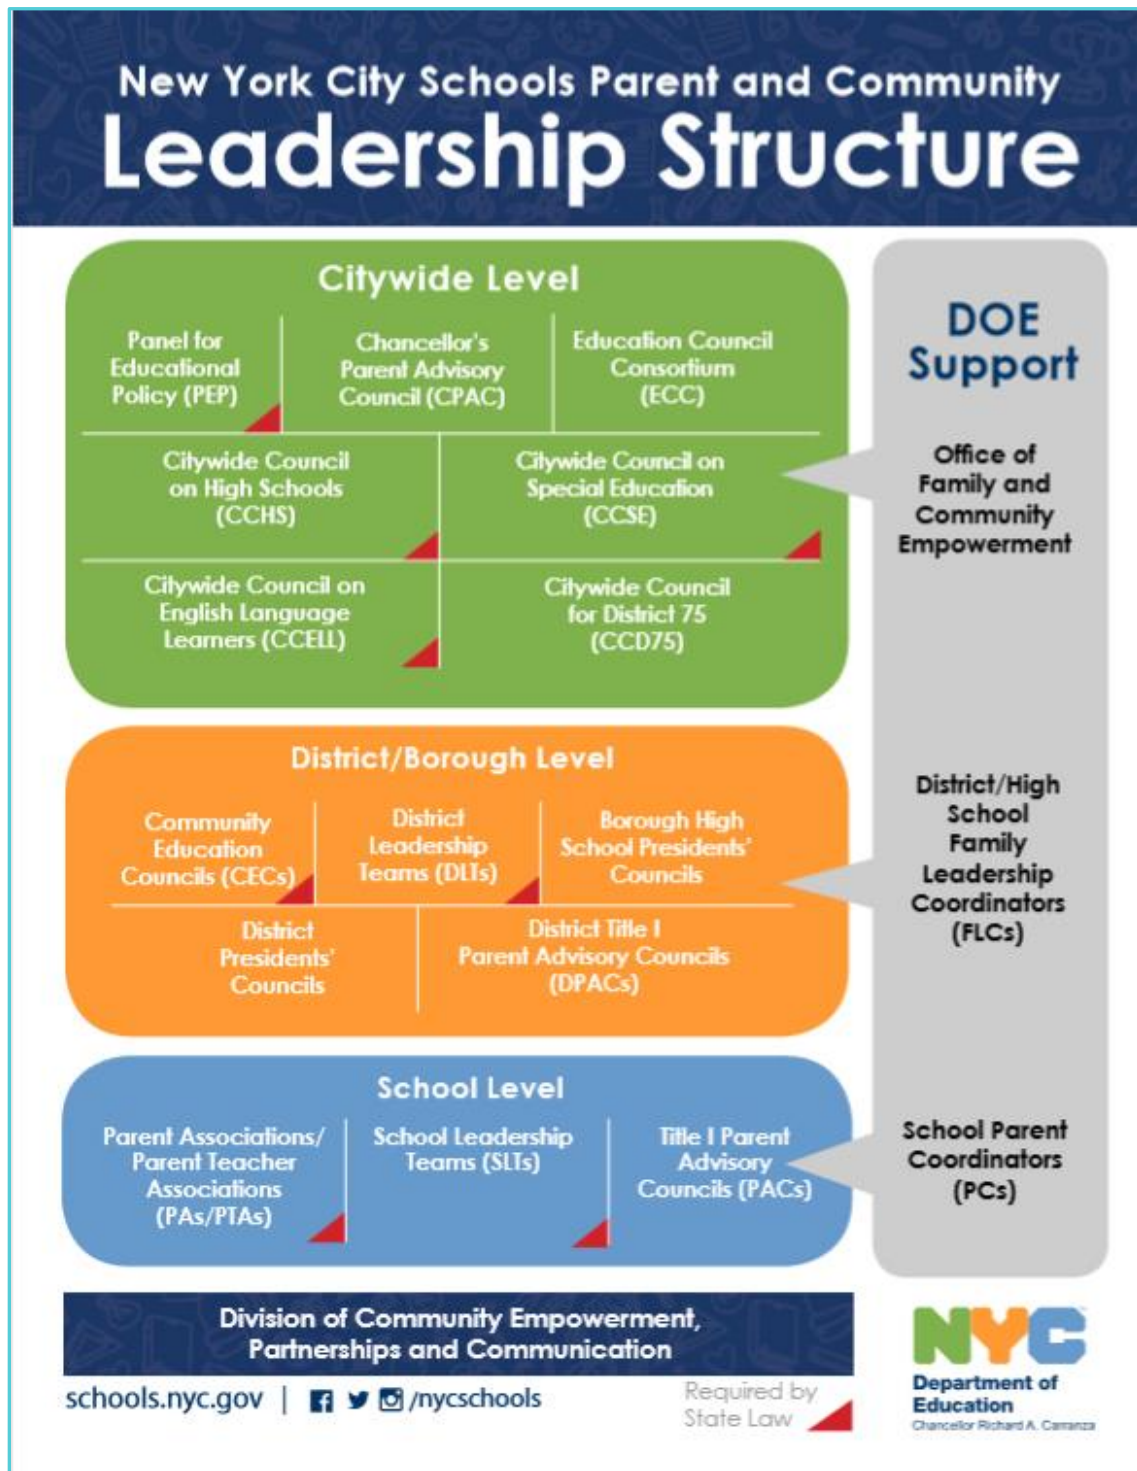 New York City Schools Parent and Community
Leadership Structure
Citywide Level
Panel for
Educational
Policy (PEP)
Chancellor's
Parent Advisory
Council (CPAC)
Education Council
Consortium
(ECC)
Citywide Council
on High Schools
(CCHS)
Citywide Council on
Special Education
(CCSE)
Citywide Council on
English Language
Learners (CCELL)
Citywide Council
for District 75
(CCD75)
DOE
Support
Office of
Family and
Community
Empowerment
District/Borough Level
Community
Education
Councils (CECs)
District
Leadership
Teams (DLTs)
Borough High
School Presidents'
Councils
District
Presidents'
Councils
District Title I
Parent Advisory Councils
(DPACs)
District/High
School
Family
Leadership
Coordinators
(FLCs)
School Level
Parent Associations/
Parent Teacher
Associations
(PAs/PTAs)
School Leadership
Teams (SLTs)
Title I Parent
Advisory
Councils (PACs)
School Parent
Coordinators
(PCs)
Division of Community Empowerment,
Partnerships and Communication
schools.nyc.gov | /nycschools
Required by
State Law
NYC
Department of
Education
Chancellor Richard A. Carranza